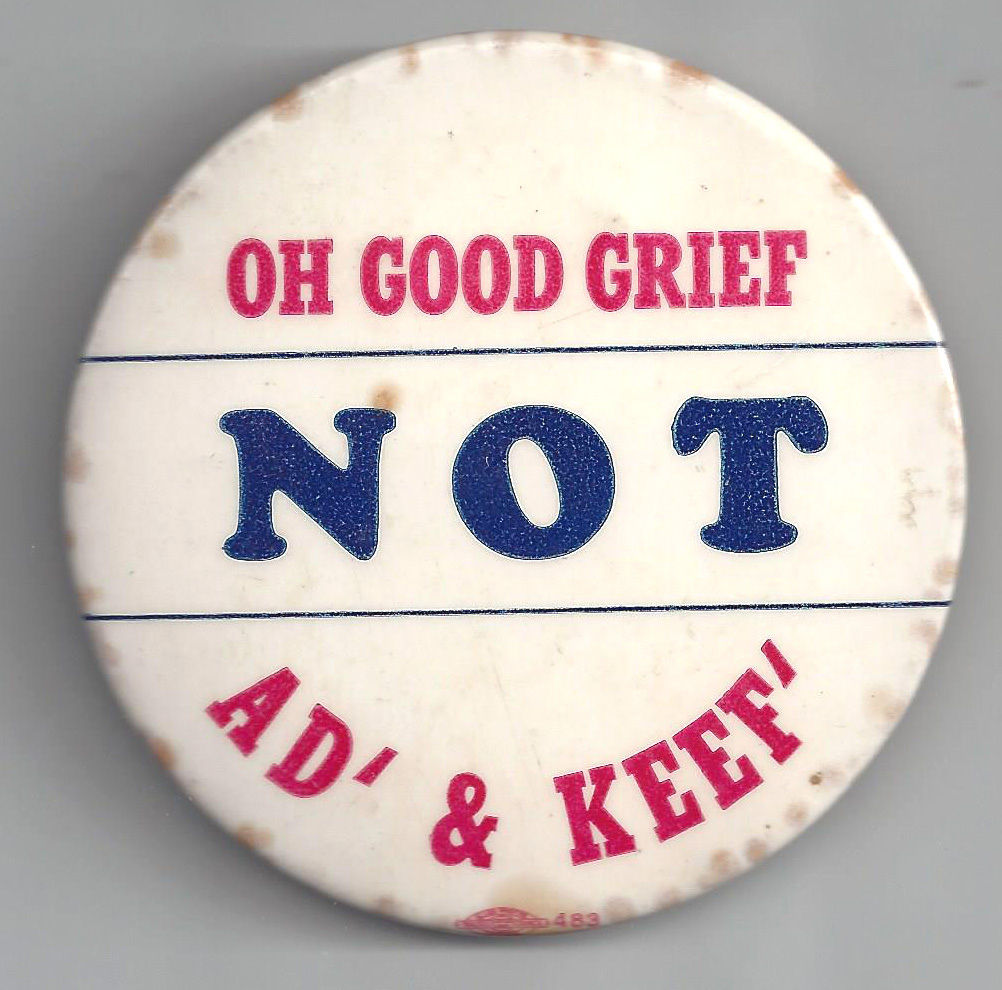 OH GOOD GRIEF
NOT
AD' & KEEF'
483